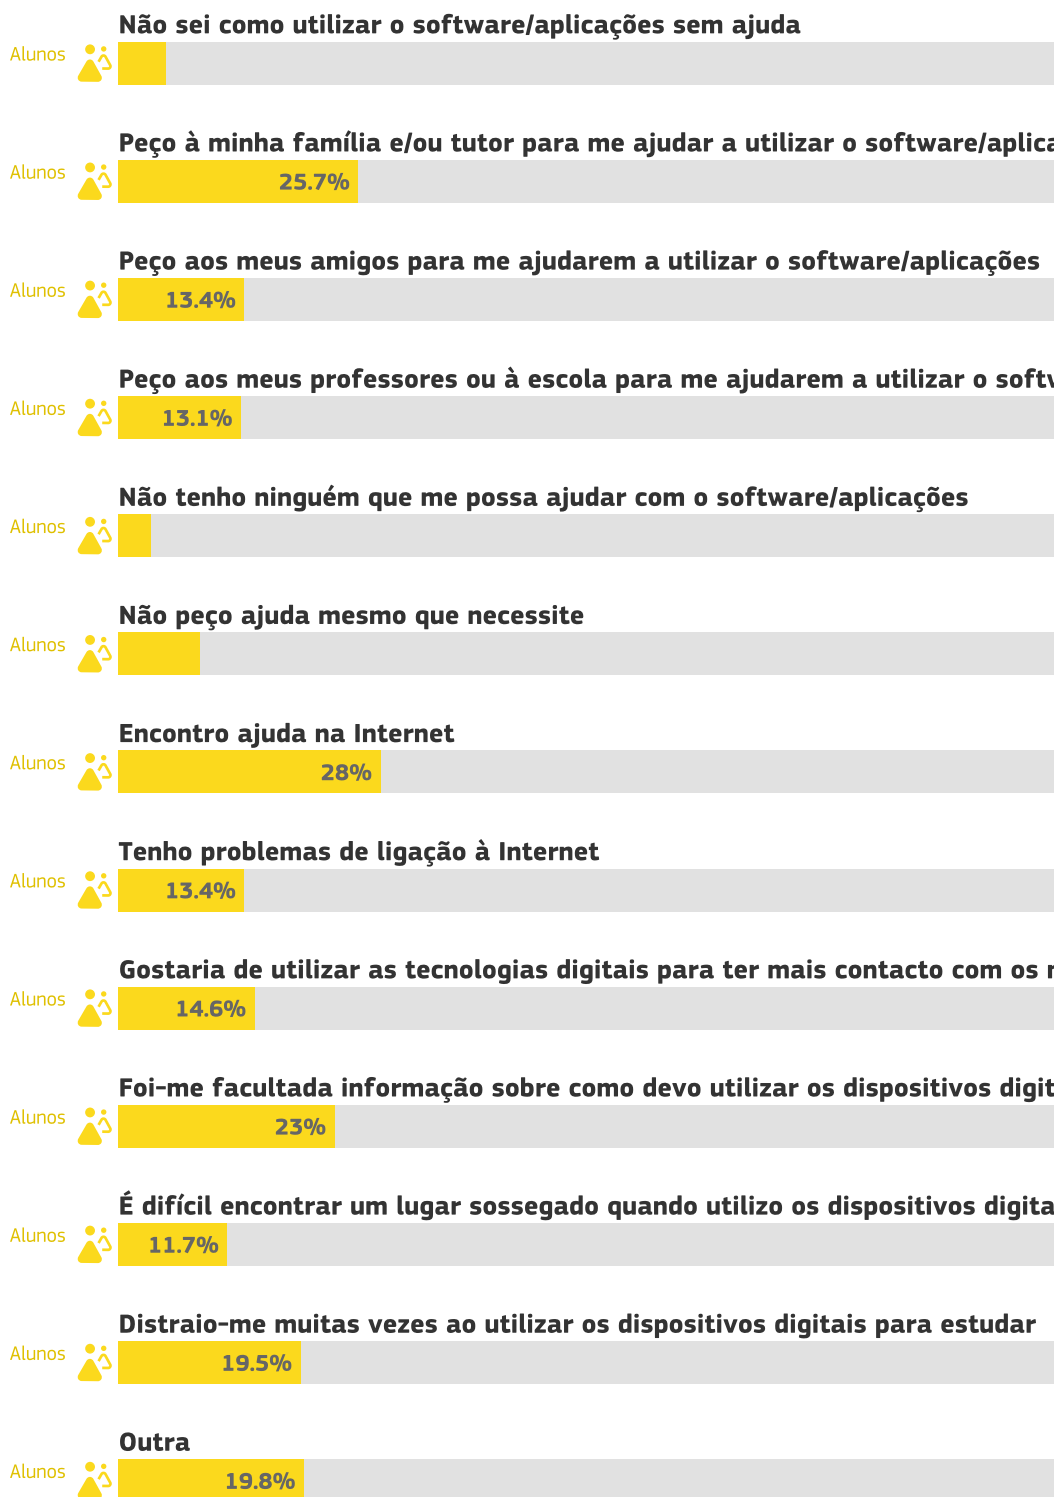 Não sei como utilizar o software/aplicações sem ajuda
Alunos
Peço à minha família e/ou tutor para me ajudar a utilizar o
Alunos
25.7%
Peço aos meus amigos para me ajudarem a utilizar o software/aplicações
Alunos
13.4%
Peço aos meus professores ou à escola para me ajudarem a utilizar o
Alunos
13.1%
Não tenho ninguém que me possa ajudar com o software/aplicações
Alunos
Não peço ajuda mesmo que necessite
Alunos
Encontro ajuda na Internet
Alunos
28%
Tenho problemas de ligação à Internet
Alunos
13.4%
Gostaria de utilizar as tecnologias digitais para ter mais contacto com os
Alunos
14.6%
Foi-me facultada informação sobre como devo utilizar os dispositivos
Alunos
23%
É difícil encontrar um lugar sossegado quando utilizo os dispositivos
Alunos
11.7%
Distraio-me muitas vezes ao utilizar os dispositivos digitais para estudar
Alunos
19.5%
Outra
Alunos
19.8%